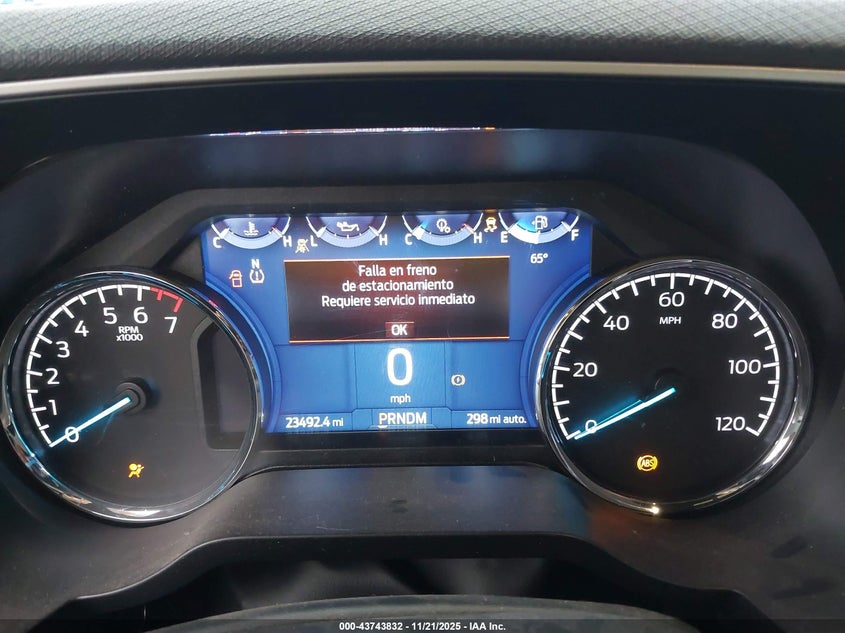 C H L H C H E F
65°
N
Falla en freno
de estacionamiento
Requiere servicio inmediato
OK
0
mph
23492.4 mi PRNDM 298 mi auto.
0 1 2 3 4 5 6 7
RPM
x1000
0 20 40 60 80 100 120
MPH
ABS
000-43743832 - 11/21/2025 - IAA Inc.